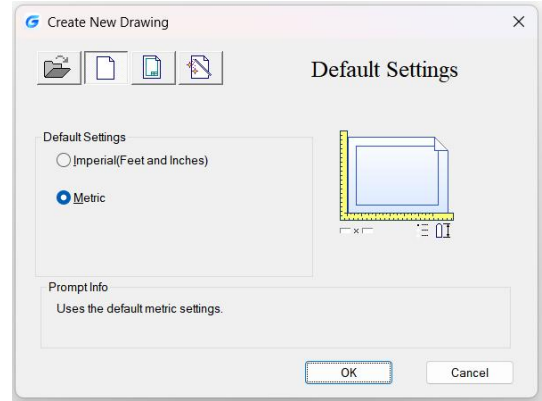 Create New Drawing
Default Settings
Default Settings
Imperial(Feet and Inches)
Metric
Prompt Info
Uses the default metric settings.
OK
Cancel